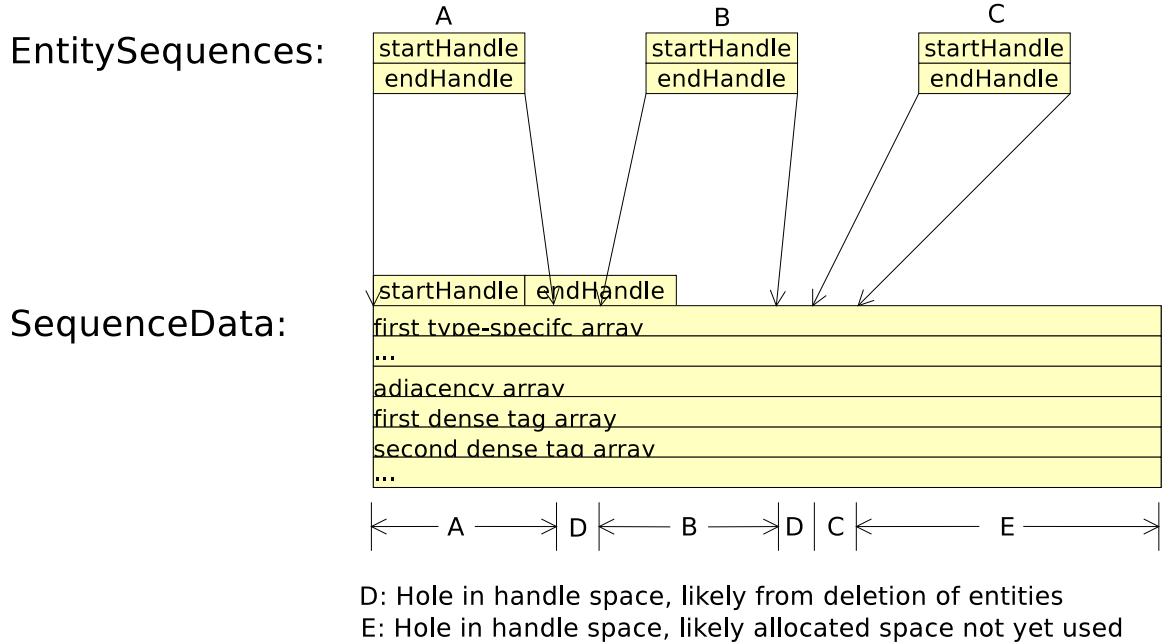 A B C
EntitySequences: startHandle startHandle startHandle
endHandle endHandle endHandle
startHandle endHandle
SequenceData:
first type-specifc array
...
adjacency array
first dense tag array
second dense tag array
...
A D B D C E
D: Hole in handle space, likely from deletion of entities
E: Hole in handle space, likely allocated space not yet used